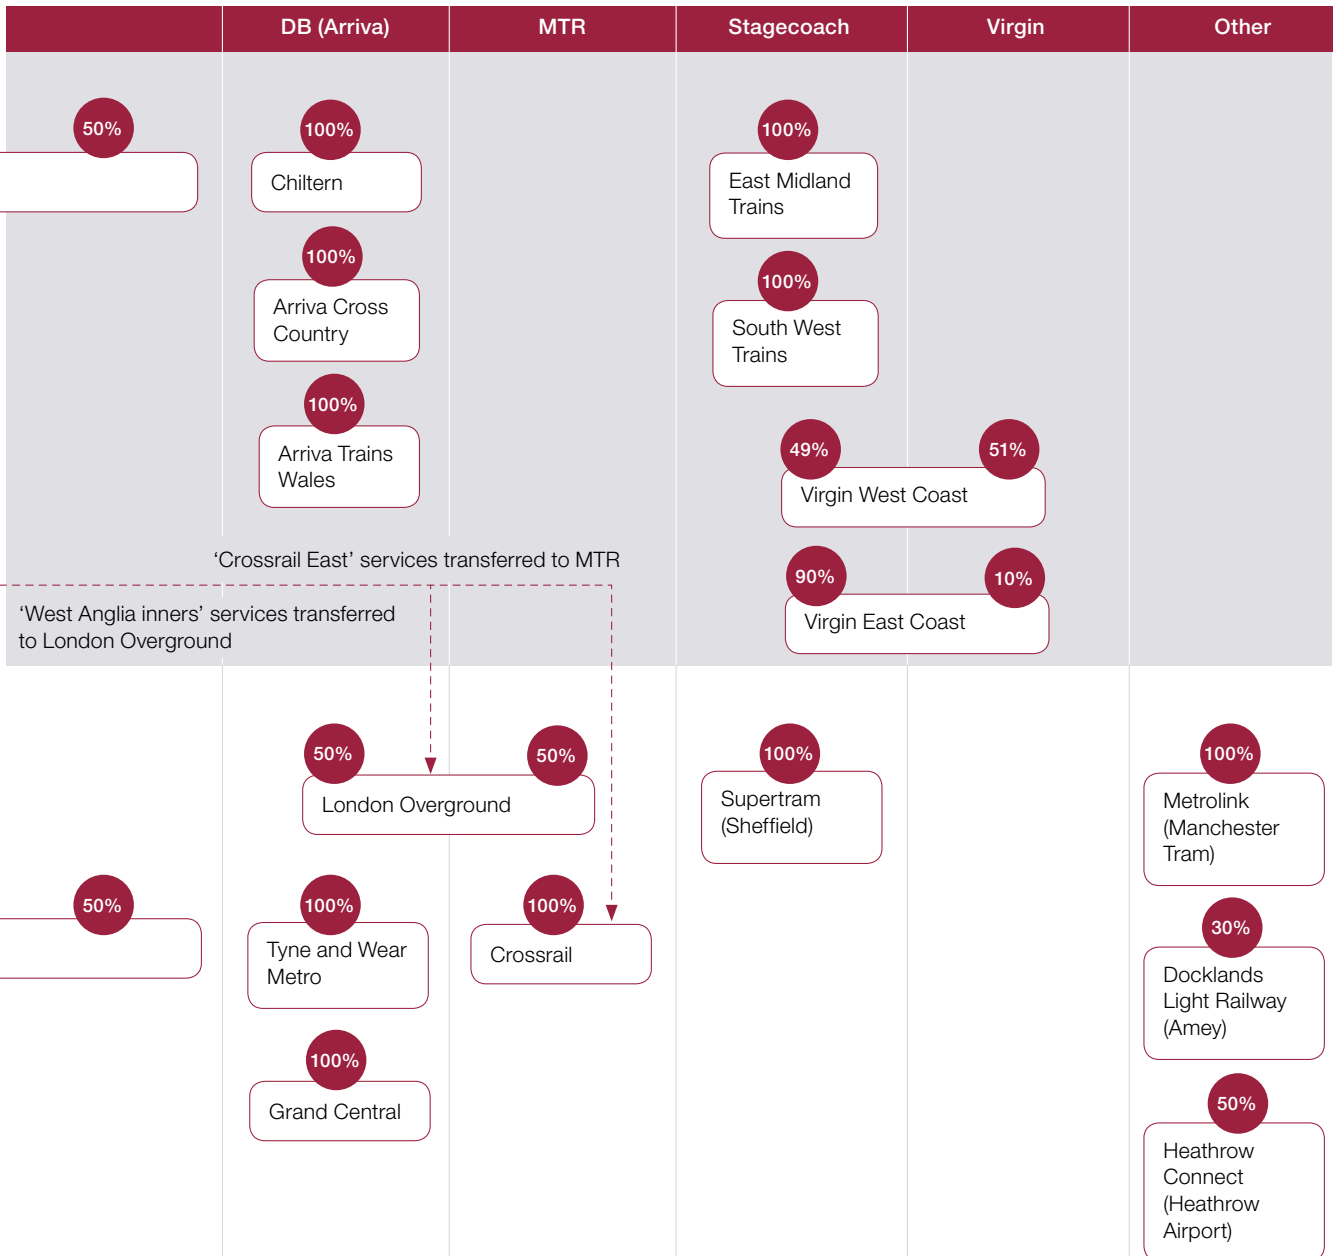 DB (Arriva)
MTR
Stagecoach
Virgin
Other
50%
100%
Chiltern
100%
East Midland
Trains
100%
Arriva Cross
Country
100%
South West
Trains
100%
Arriva Trains
Wales
49%
51%
Virgin West Coast
‘Crossrail East’ services transferred to MTR
‘West Anglia inners’ services transferred
to London Overground
90%
10%
Virgin East Coast
50%
50%
London Overground
100%
Supertram
(Sheffield)
100%
Metrolink
(Manchester
Tram)
50%
100%
Tyne and Wear
Metro
100%
Crossrail
30%
Docklands
Light Railway
(Amey)
100%
Grand Central
50%
Heathrow
Connect
(Heathrow
Airport)